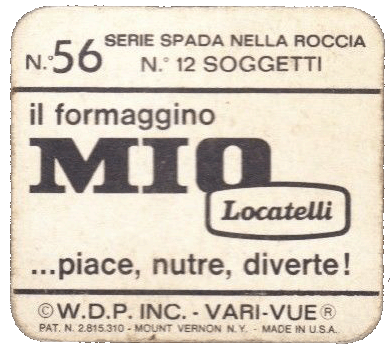 SERIE SPADA NELLA ROCCIA
N.° 56 N.° 12 SOGGETTI
il formaggino
MIO
Locatelli
...piace, nutre, diverte!
© W.D.P. INC. - VARI-VUE ®
PAT. N. 2.815.310 - MOUNT VERNON N.Y. - MADE IN U.S.A.